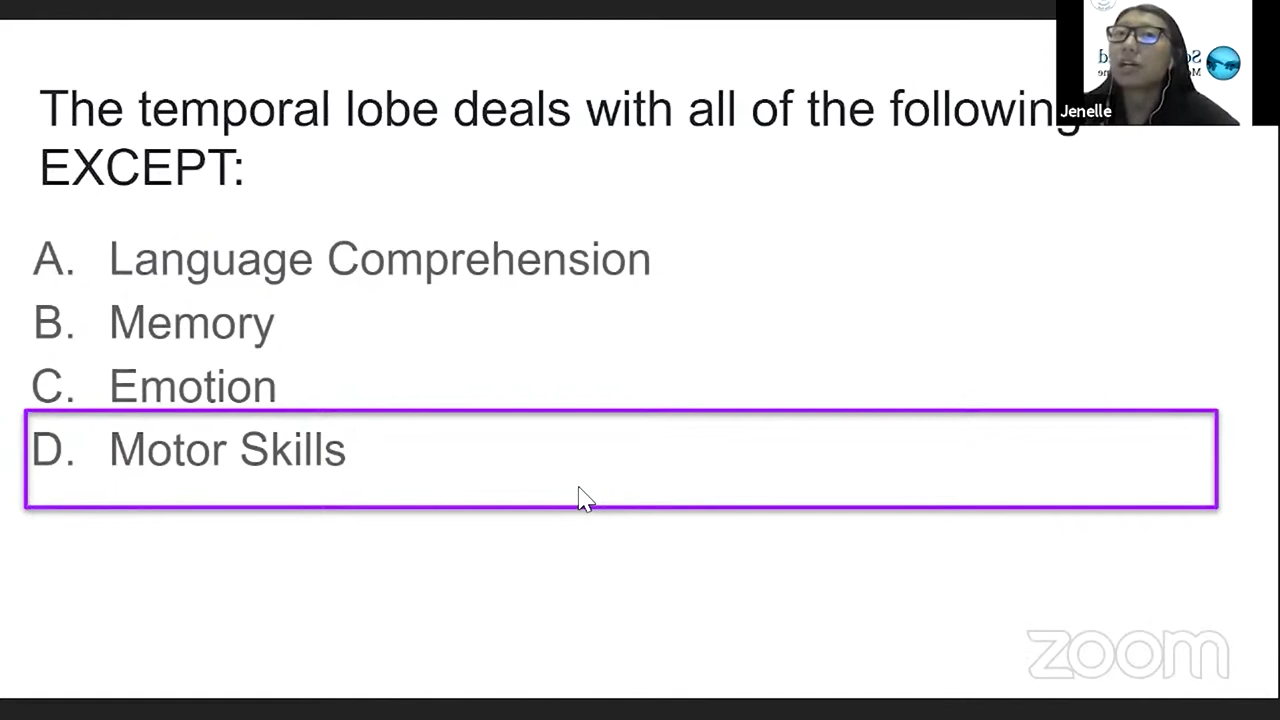 The temporal lobe deals with all of the following
EXCEPT:
A. Language Comprehension
B. Memory
C. Emotion
D. Motor Skills
Jenelle
zoom